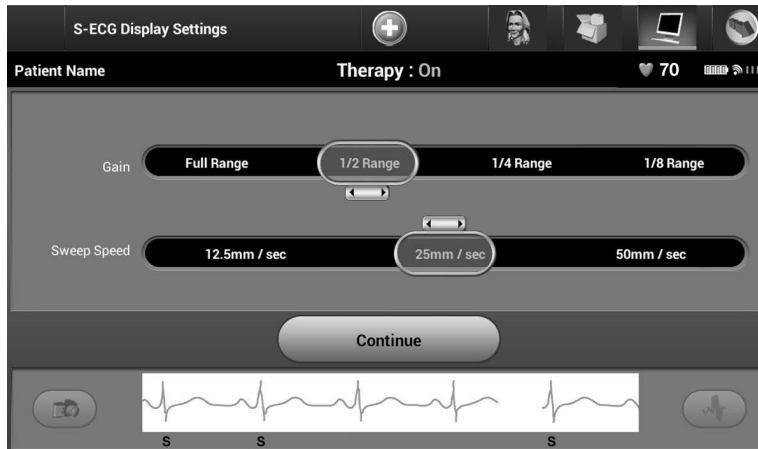 S-ECG Display Settings
Patient Name
Therapy : On
70
Gain
Full Range
1/2 Range
1/4 Range
1/8 Range
Sweep Speed
12.5mm / sec
25mm / sec
50mm / sec
Continue
S
S
S